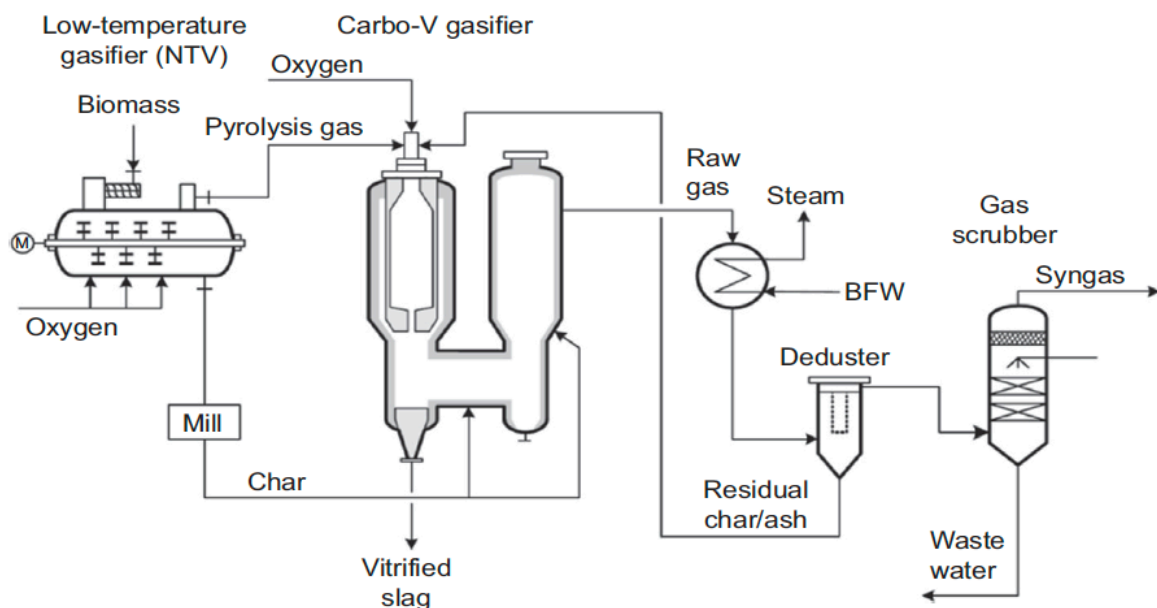 Low-temperature
gasifier (NTV)
Carbo-V gasifier
Oxygen
Biomass
Pyrolysis gas
M
Oxygen
Mill
Char
Vitrified
slag
Raw
gas
Steam
BFW
Deduster
Residual
char/ash
Gas
scrubber
Syngas
Waste
water